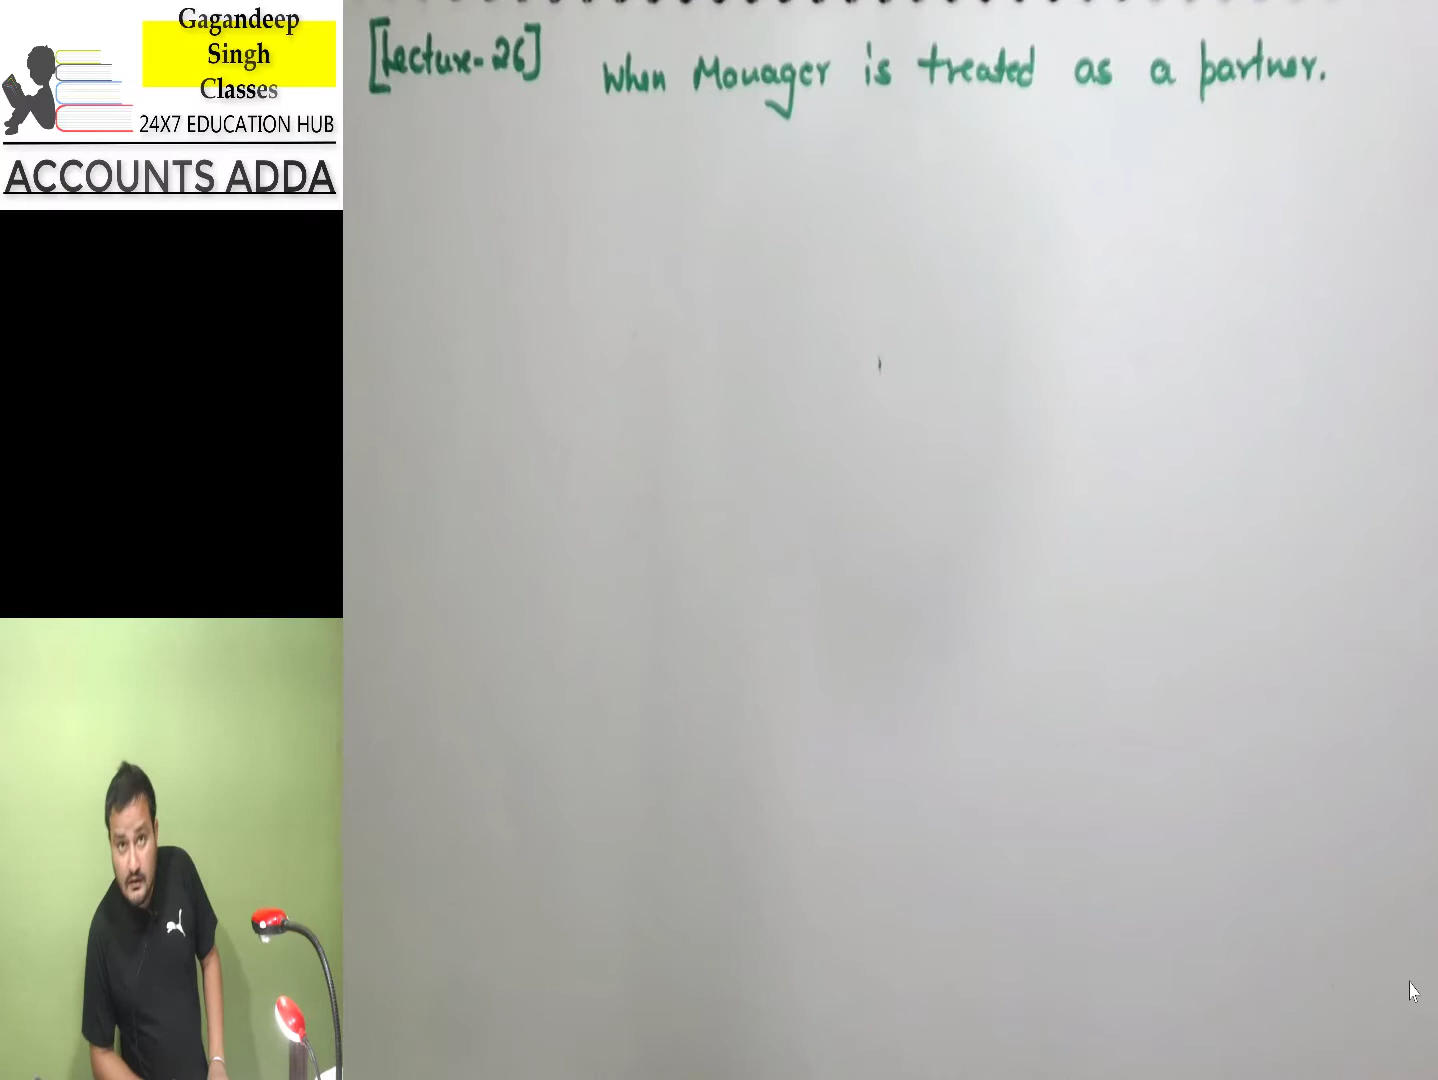 Gagandeep
Singh
Classes
24X7 EDUCATION HUB
ACCOUNTS ADDA
[Lecture-26] When Manager is treated as a partner.